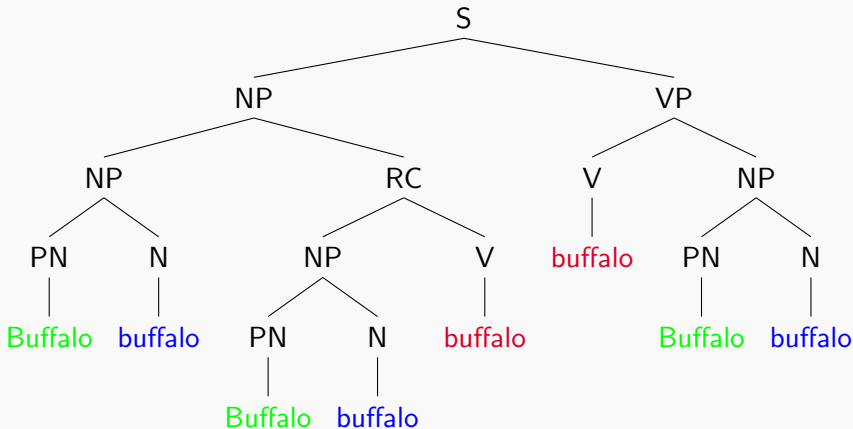 S
NP VP
NP RC V NP
PN N NP V buffalo PN N
Buffalo buffalo PN N buffalo Buffalo buffalo
Buffalo buffalo